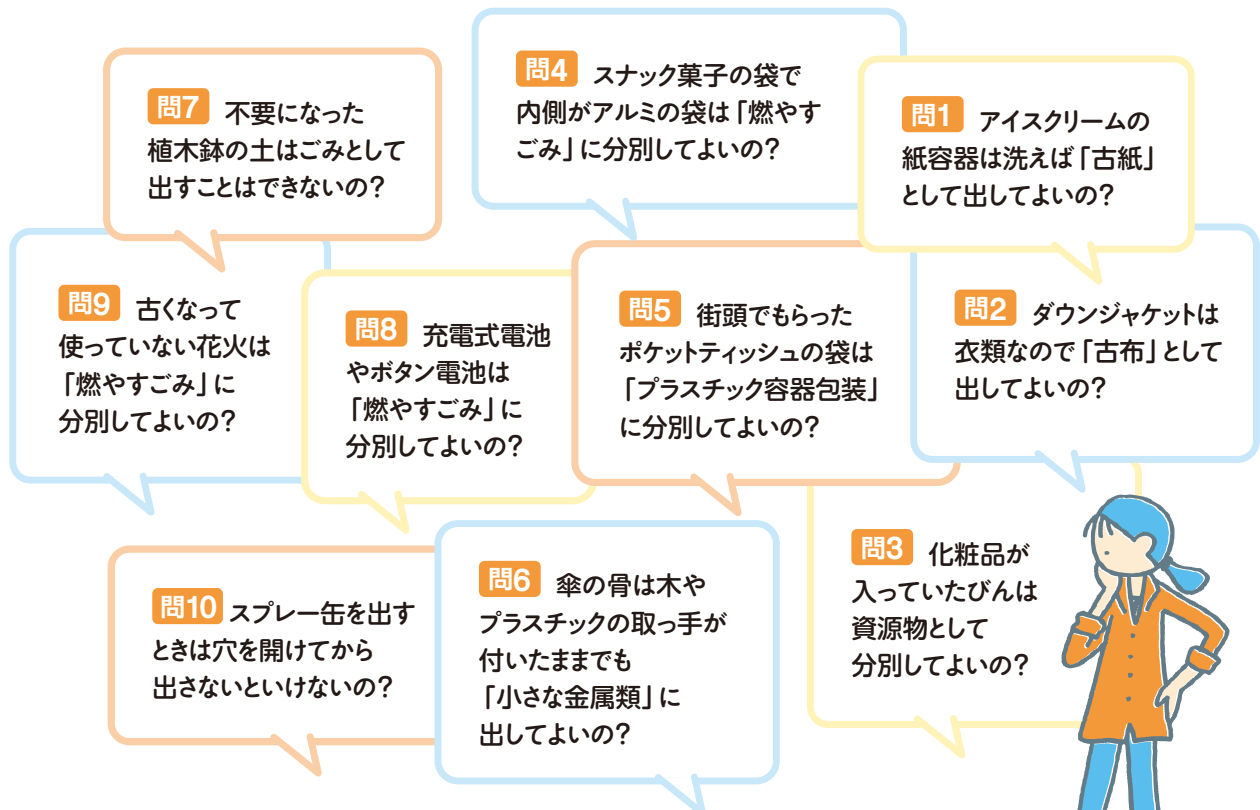 問7 不要になった
植木鉢の土はごみとして
出すことはできないの?
問4 スナック菓子の袋で
内側がアルミの袋は「燃やす
ごみ」に分別してよいの?
問1 アイスクリームの
紙容器は洗えば「古紙」
として出してよいの?
問9 古くなって
使っていない花火は
「燃やすごみ」に
分別してよいの?
問8 充電式電池
やボタン電池は
「燃やすごみ」に
分別してよいの?
問5 街頭でもらった
ポケットティッシュの袋は
「プラスチック容器包装」
に分別してよいの?
問2 ダウンジャケットは
衣類なので「古布」として
出してよいの?
問10 スプレー缶を出す
ときは穴を開けてから
出さないといけないの?
問6 傘の骨は木や
プラスチックの取っ手が
付いたままでも
「小さな金属類」に
出してよいの?
問3 化粧品が
入っていたびんは
資源物として
分別してよいの?